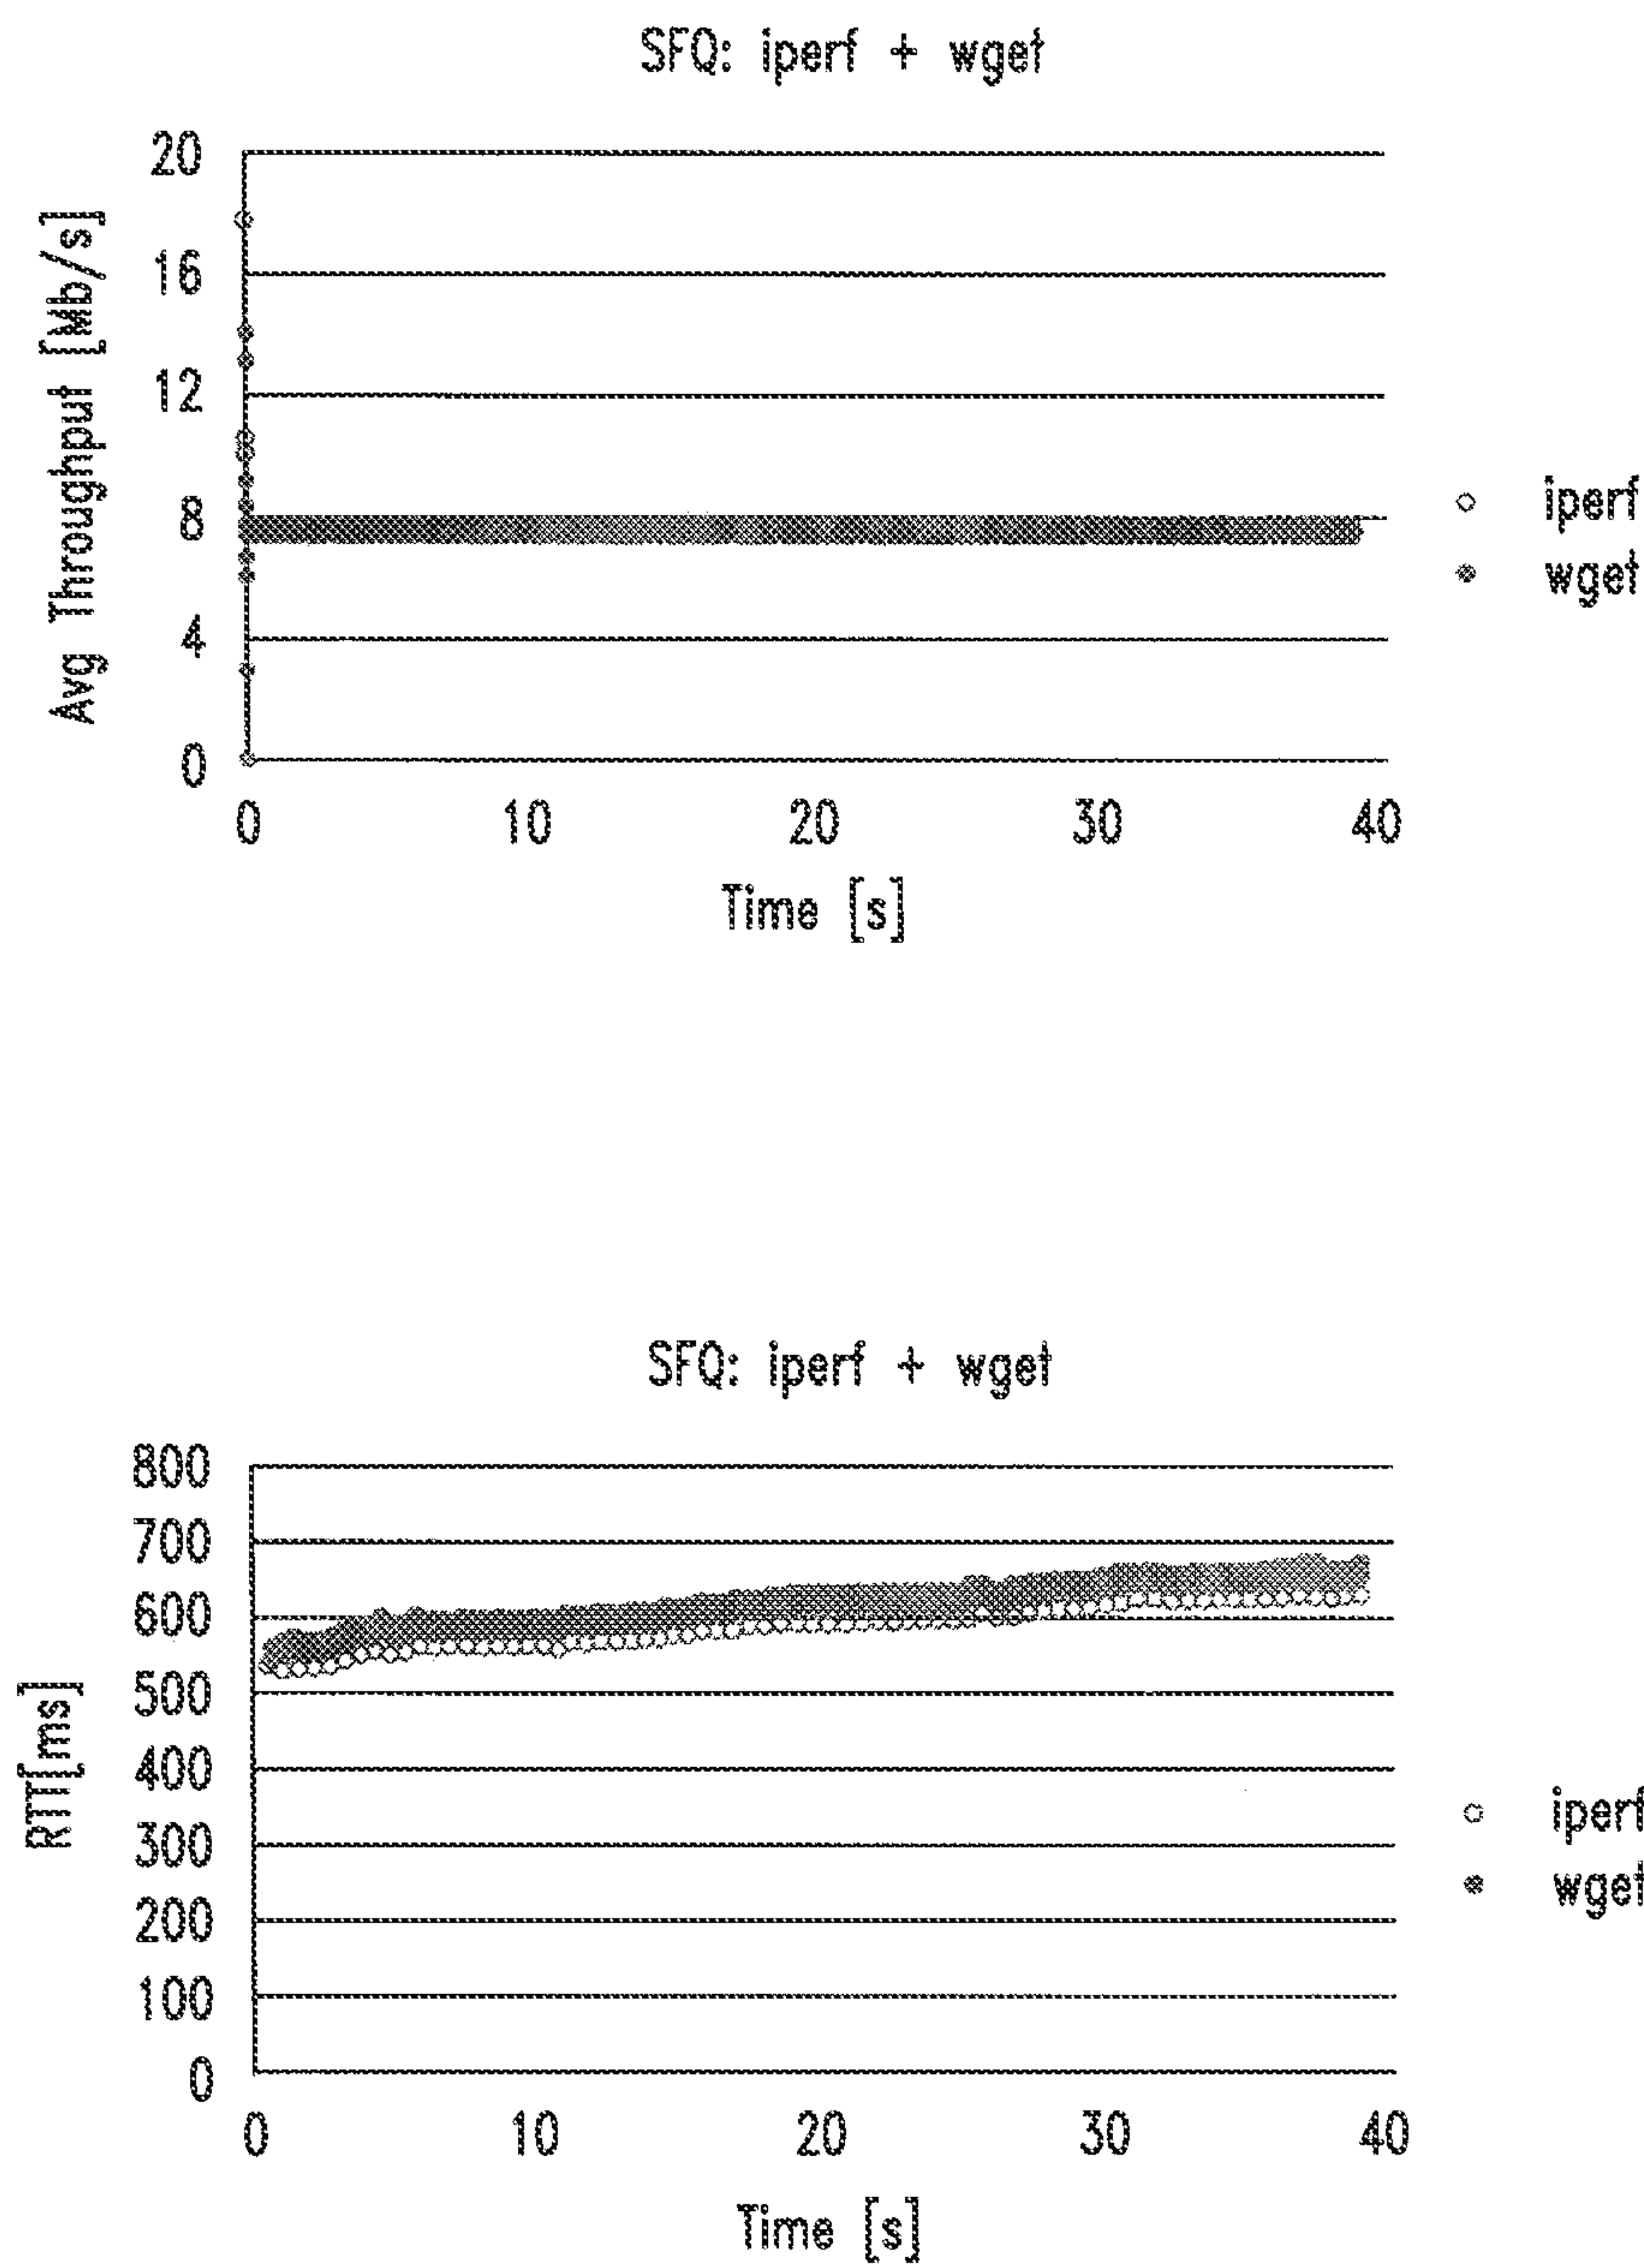 SFQ: iperf + wget
Avg Throughput [Mb/s]
20
16
12
8
4
0
0 10 20 30 40
Time [s]
iperf
wget
SFQ: iperf + wget
RTT[ms]
800
700
600
500
400
300
200
100
0
0 10 20 30 40
Time [s]
iperf
wget